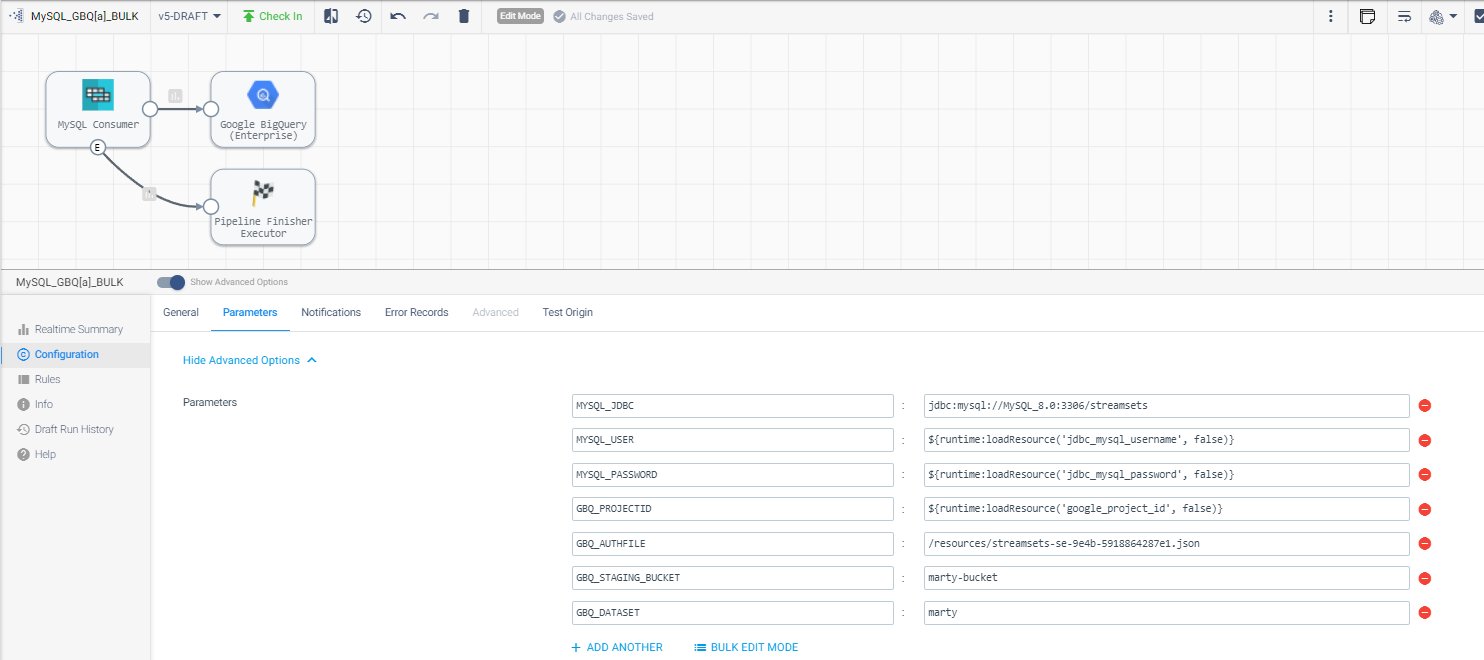 MySQL_GBQ[a]_BULK v5-DRAFT Check In Edit Mode All Changes Saved
MySQL Consumer
E
Google BigQuery
(Enterprise)
Pipeline Finisher
Executor
MySQL_GBQ[a]_BULK Show Advanced Options
Realtime Summary
Configuration
Rules
Info
Draft Run History
Help
General Parameters Notifications Error Records Advanced Test Origin
Hide Advanced Options
Parameters
MYSQL_JDBC : jdbc:mysql://MySQL_8.0:3306/streamsets
MYSQL_USER : ${runtime:loadResource('jdbc_mysql_username', false)}
MYSQL_PASSWORD : ${runtime:loadResource('jdbc_mysql_password', false)}
GBQ_PROJECTID : ${runtime:loadResource('google_project_id', false)}
GBQ_AUTHFILE : /resources/streamsets-se-9e4b-5918864287e1.json
GBQ_STAGING_BUCKET : marty-bucket
GBQ_DATASET : marty
ADD ANOTHER BULK EDIT MODE